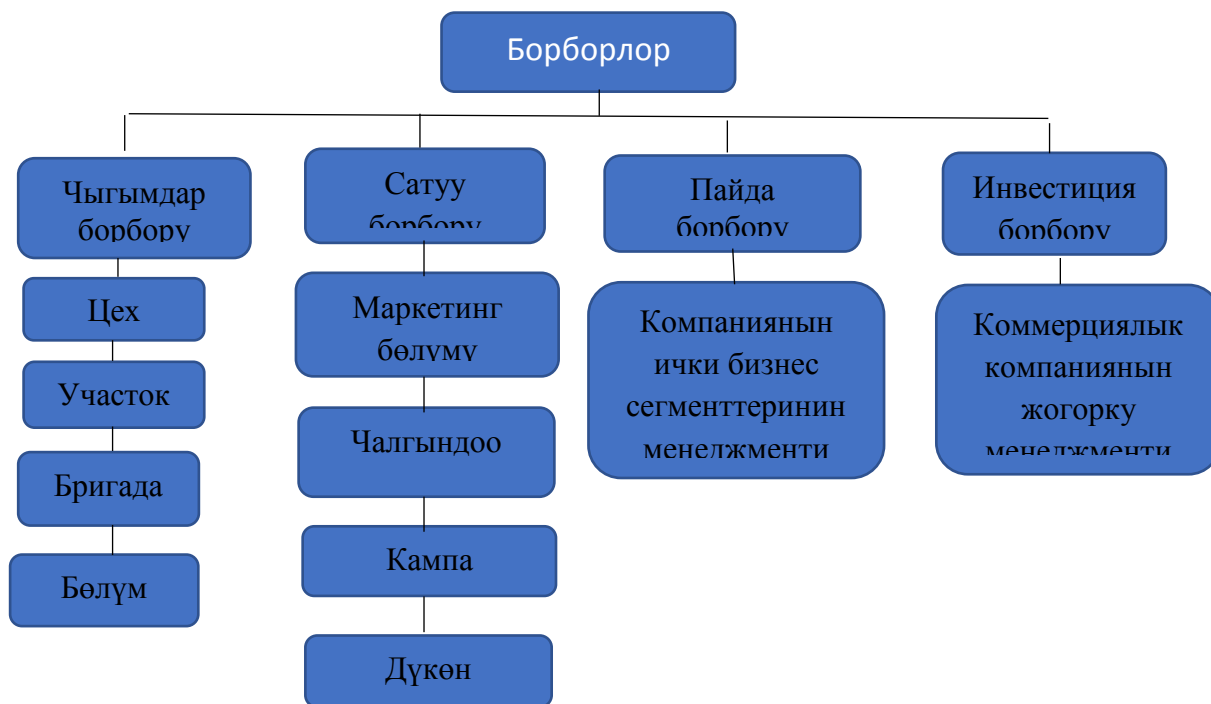 Борборлор
Чыгымдар
борбору
Сатуу
борбору
Пайда
борбору
Инвестиция
борбору
Цех
Участок
Бригада
Бөлүм
Маркетинг
бөлүмү
Чалгындоо
Кампа
Дүкөн
Компаниянын
ички бизнес
сегменттеринин
менеджменти
Коммерциялык
компаниянын
жогорку
менеджменти